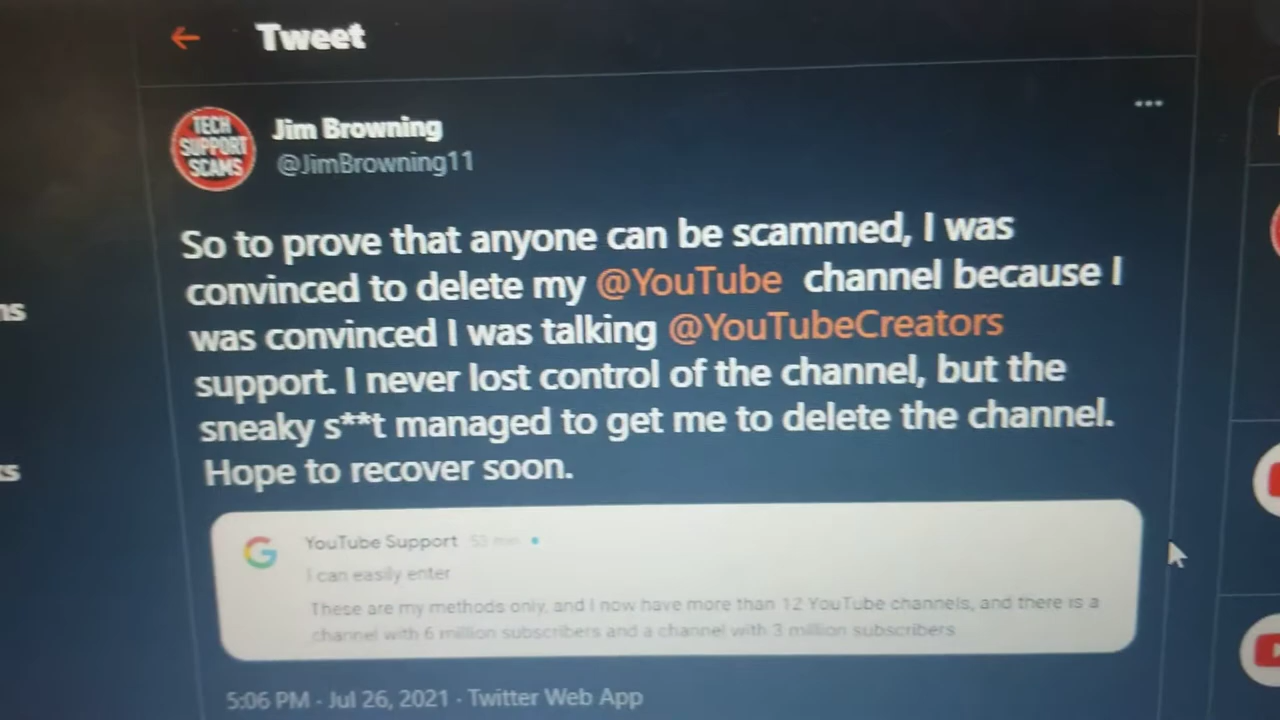 Tweet
TECH
SUPPORT
SCAMS
Jim Browning
@JimBrowning11
So to prove that anyone can be scammed, I was
convinced to delete my @YouTube channel because I
was convinced I was talking @YouTubeCreators
support. I never lost control of the channel, but the
sneaky s**t managed to get me to delete the channel.
Hope to recover soon.
YouTube Support 53 min
I can easily enter
These are my methods only, and I now have more than 12 YouTube channels, and there is a
channel with 6 million subscribers and a channel with 3 million subscribers
5:06 PM · Jul 26, 2021 · Twitter Web App